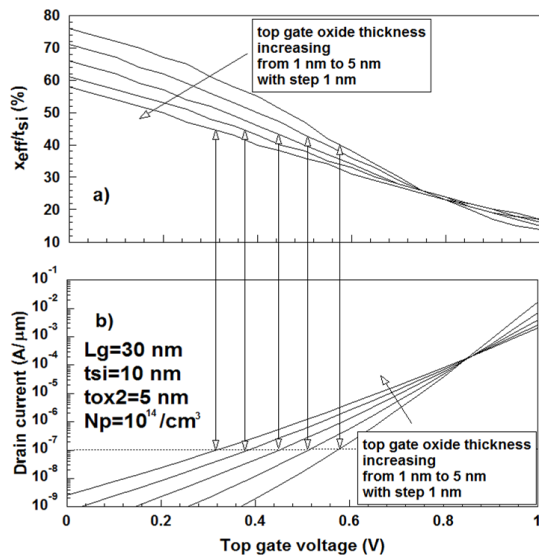 80
70
60
50
40
30
20
10
x_eff/t_si (%)
top gate oxide thickness
increasing
from 1 nm to 5 nm
with step 1 nm
a)
10^-1
10^-2
10^-3
10^-4
10^-5
10^-6
10^-7
10^-8
10^-9
Drain current (A/μm)
b)
Lg=30 nm
tsi=10 nm
tox2=5 nm
Np=10^14/cm^3
top gate oxide thickness
increasing
from 1 nm to 5 nm
with step 1 nm
0 0.2 0.4 0.6 0.8 1
Top gate voltage (V)